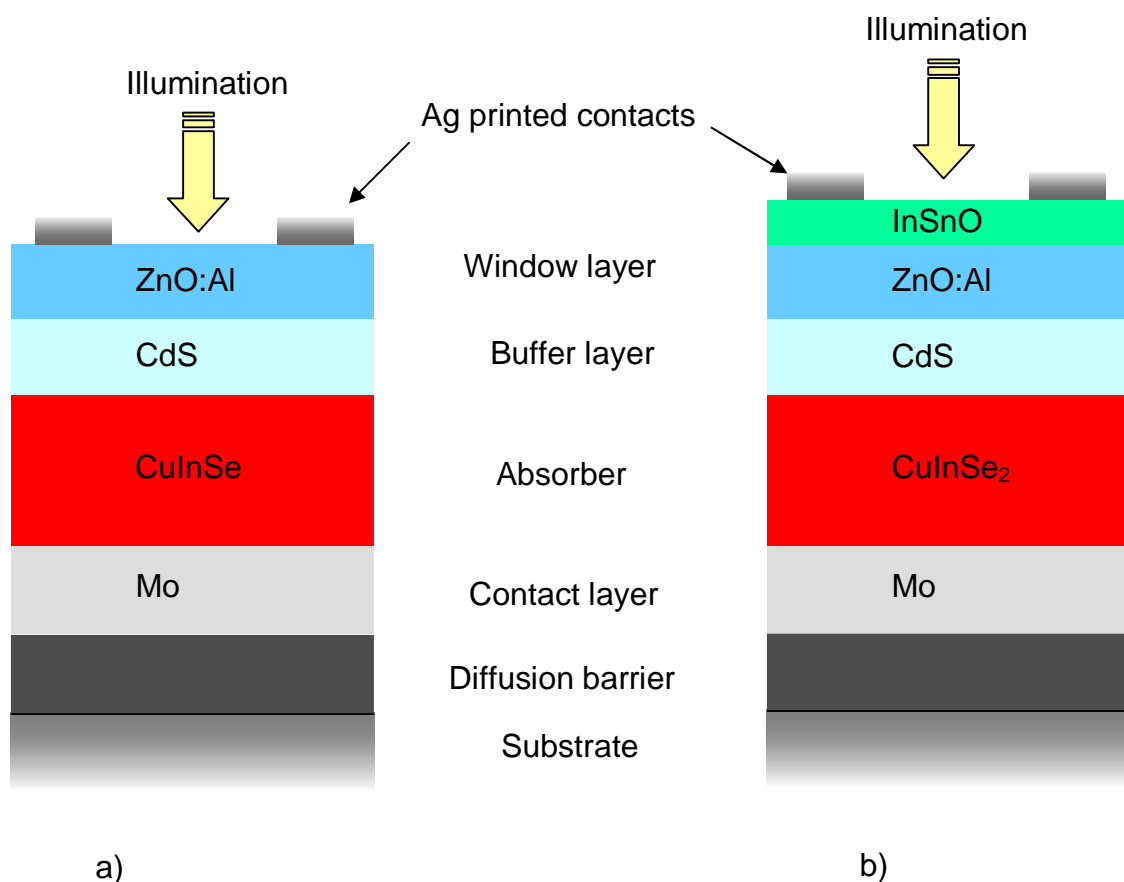 Illumination
Illumination
Ag printed contacts
InSnO
Window layer
ZnO:Al
ZnO:Al
Buffer layer
CdS
CdS
CuInSe
Absorber
CuInSe₂
Mo
Contact layer
Mo
Diffusion barrier
Substrate
a)
b)